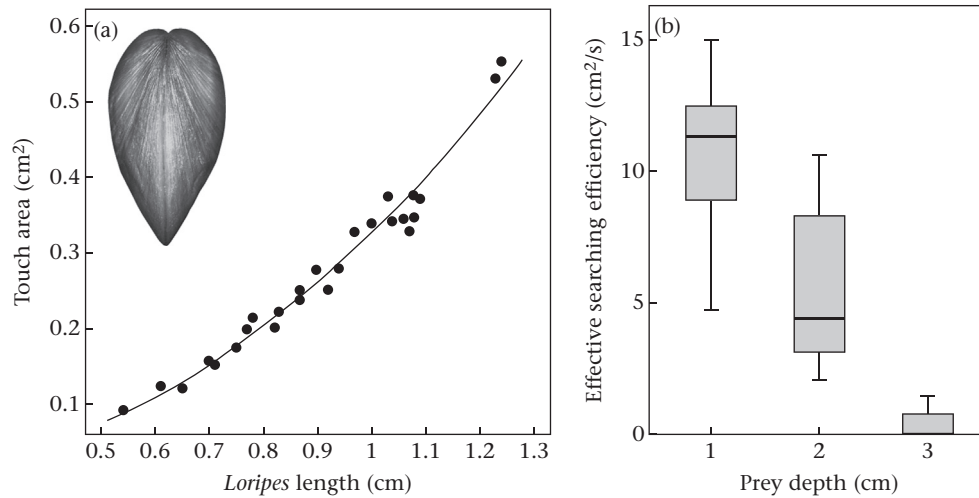 (a)
0.6
0.5
0.4
0.3
0.2
0.1
Touch area (cm²)
0.5 0.6 0.7 0.8 0.9 1 1.1 1.2 1.3
Loripes length (cm)
(b)
15
10
5
0
Effective searching efficiency (cm²/s)
1 2 3
Prey depth (cm)